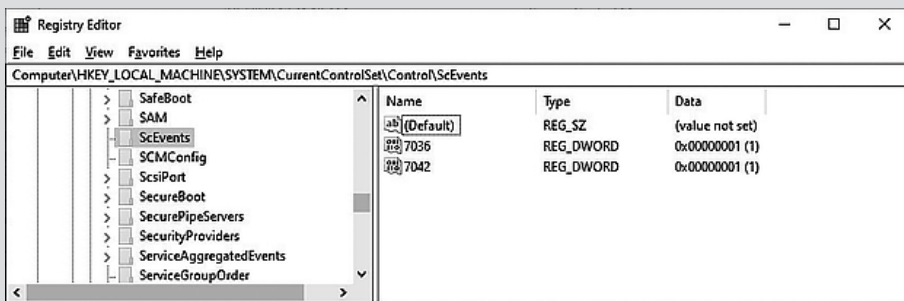 Registry Editor
File Edit View Favorites Help
Computer\HKEY_LOCAL_MACHINE\SYSTEM\CurrentControlSet\Control\ScEvents
SafeBoot
SAM
ScEvents
SCMConfig
ScsiPort
SecureBoot
SecurePipeServers
SecurityProviders
ServiceAggregatedEvents
ServiceGroupOrder
Name Type Data
(Default) REG_SZ (value not set)
7036 REG_DWORD 0x00000001 (1)
7042 REG_DWORD 0x00000001 (1)